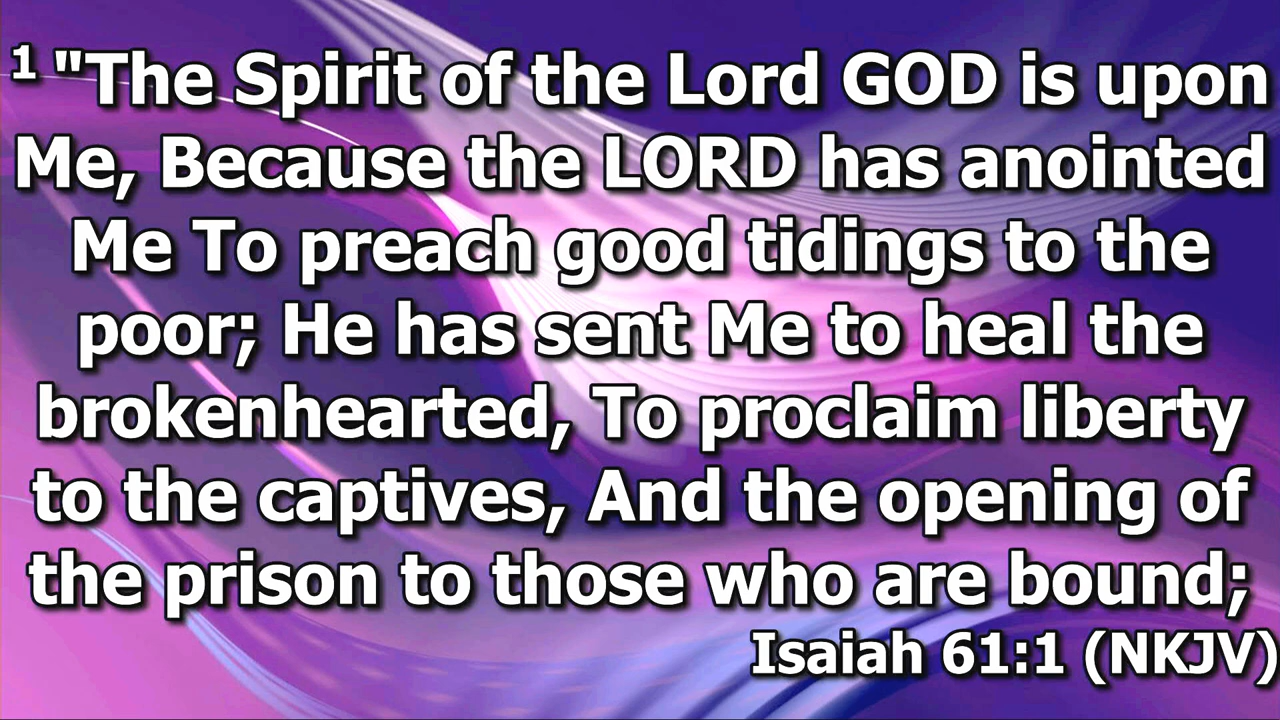 1 "The Spirit of the Lord GOD is upon
Me, Because the LORD has anointed
Me To preach good tidings to the
poor; He has sent Me to heal the
brokenhearted, To proclaim liberty
to the captives, And the opening of
the prison to those who are bound;
Isaiah 61:1 (NKJV)